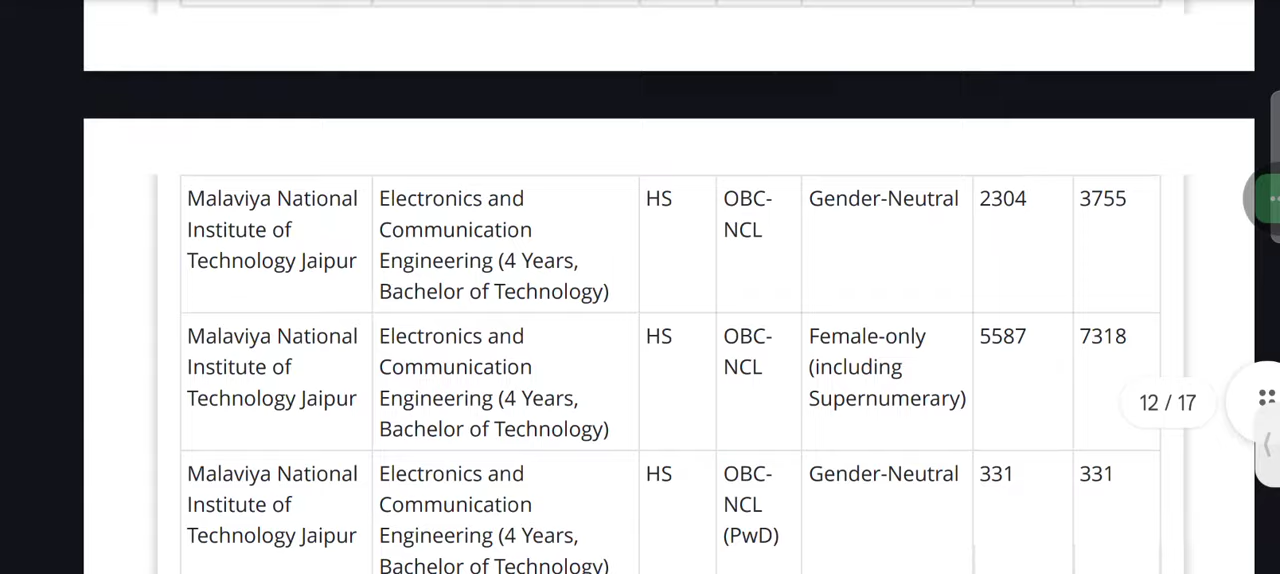 Malaviya National Electronics and HS OBC- Gender-Neutral 2304 3755
Institute of Communication NCL
Technology Jaipur Engineering (4 Years,
Bachelor of Technology)
Malaviya National Electronics and HS OBC- Female-only 5587 7318
Institute of Communication NCL (including
Technology Jaipur Engineering (4 Years, Supernumerary)
Bachelor of Technology)
12 / 17
Malaviya National Electronics and HS OBC- Gender-Neutral 331 331
Institute of Communication NCL
Technology Jaipur Engineering (4 Years, (PwD)
Bachelor of Technology)